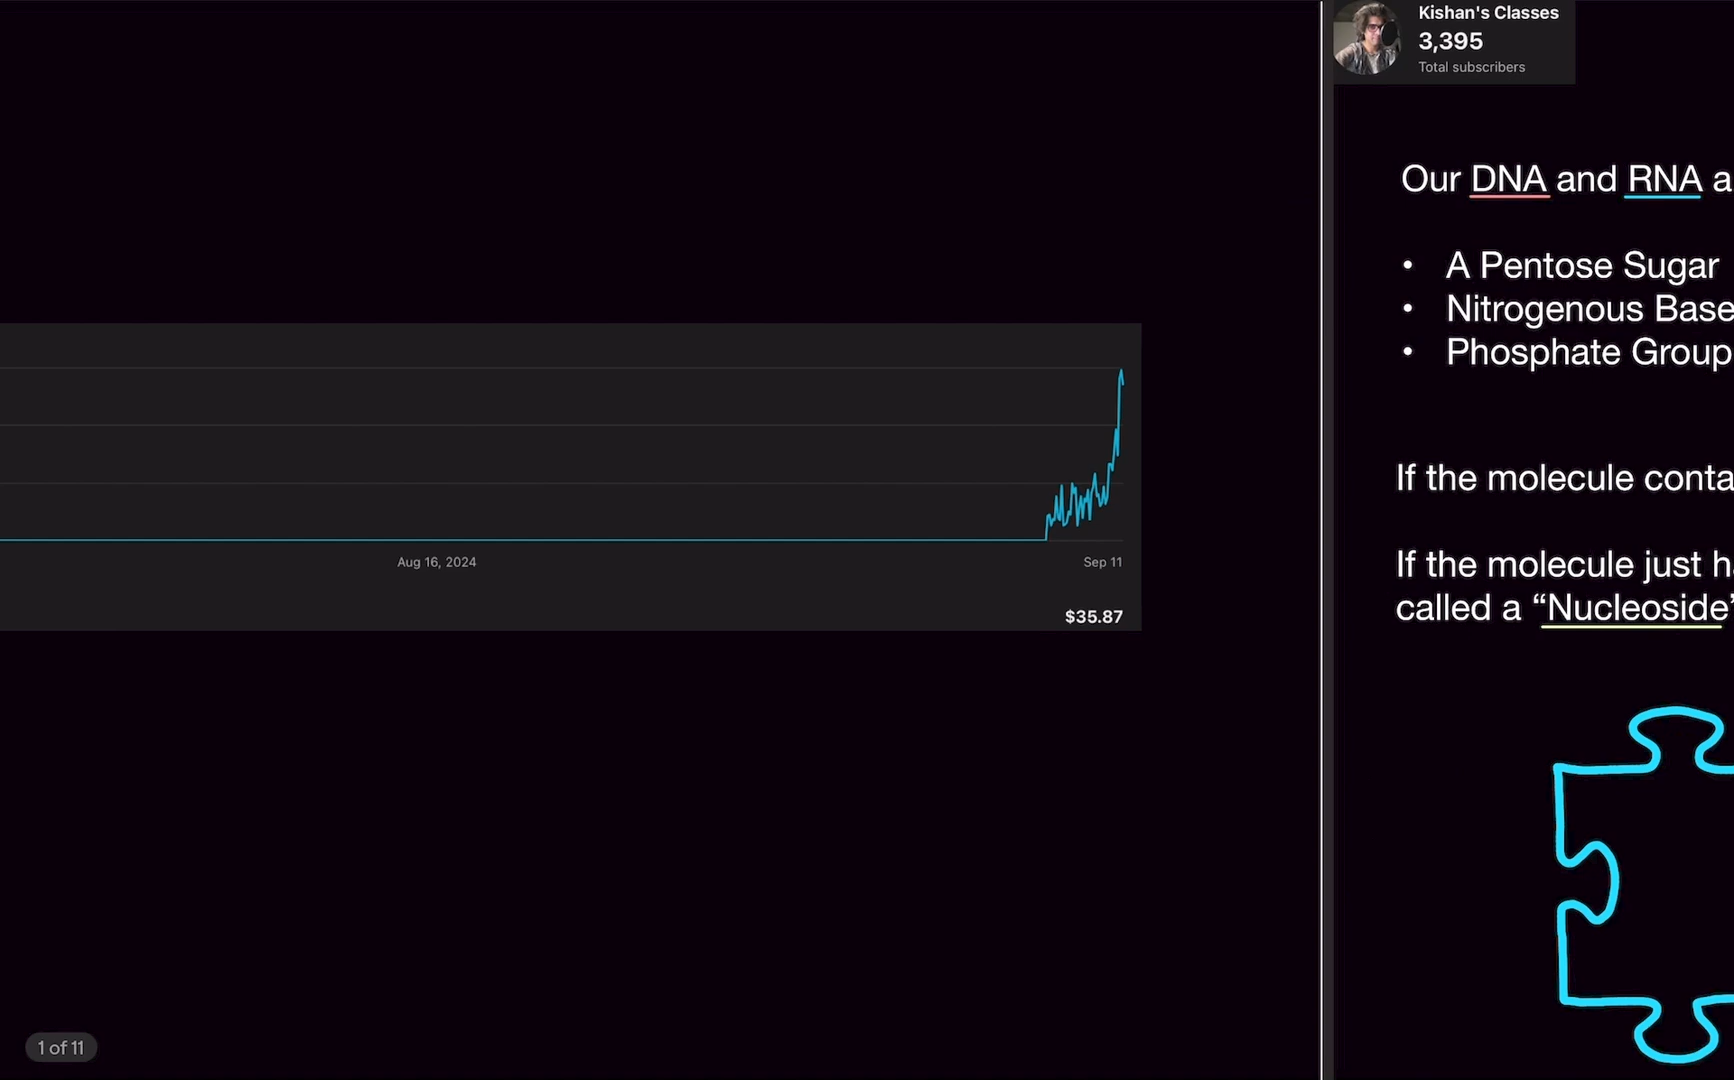 Kishan's Classes
3,395
Total subscribers
Our DNA and RNA a
• A Pentose Sugar
• Nitrogenous Base
• Phosphate Group
If the molecule conta
If the molecule just ha
called a “Nucleoside”
Aug 16, 2024
Sep 11
$35.87
1 of 11